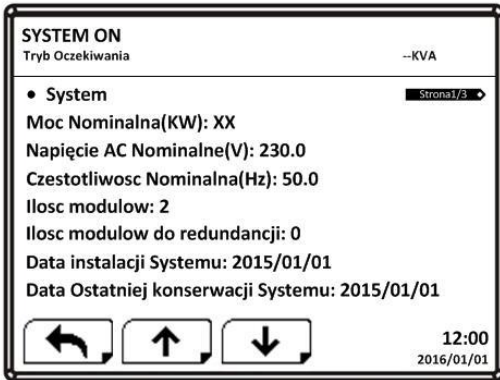 SYSTEM ON
Tryb Oczekiwania --KVA
• System Strona1/3
Moc Nominalna(KW): XX
Napięcie AC Nominalne(V): 230.0
Czestotliwosc Nominalna(Hz): 50.0
Ilosc modulow: 2
Ilosc modulow do redundancji: 0
Data instalacji Systemu: 2015/01/01
Data Ostatniej konserwacji Systemu: 2015/01/01
12:00
2016/01/01